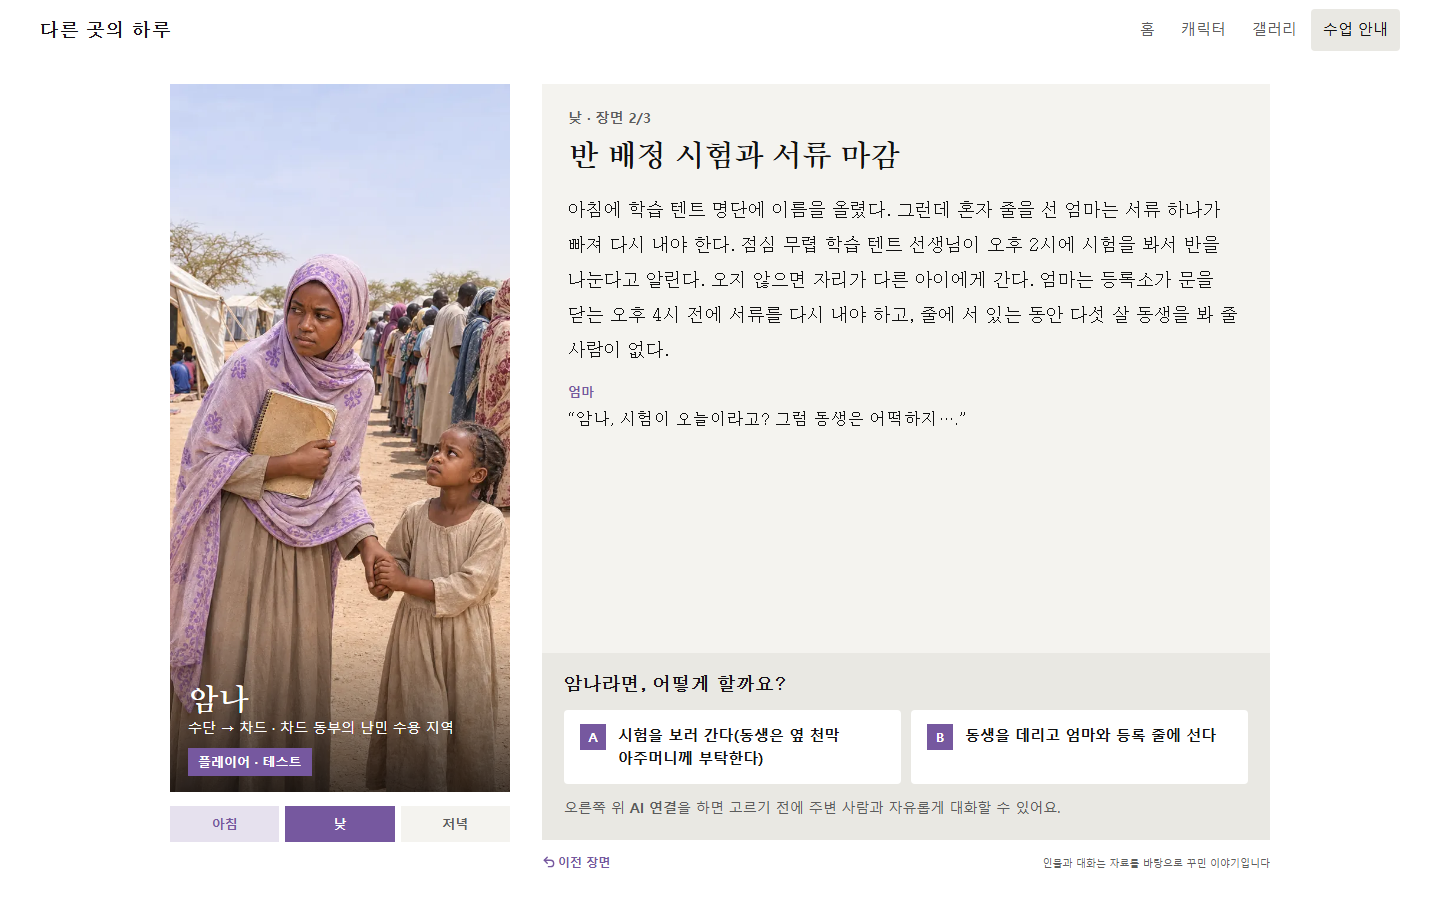 다른 곳의 하루
홈
캐릭터
갤러리
수업 안내
암나
수단 → 차드 · 차드 동부의 난민 수용 지역
플레이어 · 테스트
아침
낮
저녁
낮 · 장면 2/3
반 배정 시험과 서류 마감
아침에 학습 텐트 명단에 이름을 올렸다. 그런데 혼자 줄을 선 엄마는 서류 하나가
빠져 다시 내야 한다. 점심 무렵 학습 텐트 선생님이 오후 2시에 시험을 봐서 반을
나눈다고 알린다. 오지 않으면 자리가 다른 아이에게 간다. 엄마는 등록소가 문을
닫는 오후 4시 전에 서류를 다시 내야 하고, 줄에 서 있는 동안 다섯 살 동생을 봐 줄
사람이 없다.
엄마
“암나, 시험이 오늘이라고? 그럼 동생은 어떡하지….”
암나라면, 어떻게 할까요?
A
시험을 보러 간다(동생은 옆 천막
아주머니께 부탁한다)
B
동생을 데리고 엄마와 등록 줄에 선다
오른쪽 위 AI 연결을 하면 고르기 전에 주변 사람과 자유롭게 대화할 수 있어요.
이전 장면
인물과 대화는 자료를 바탕으로 꾸민 이야기입니다